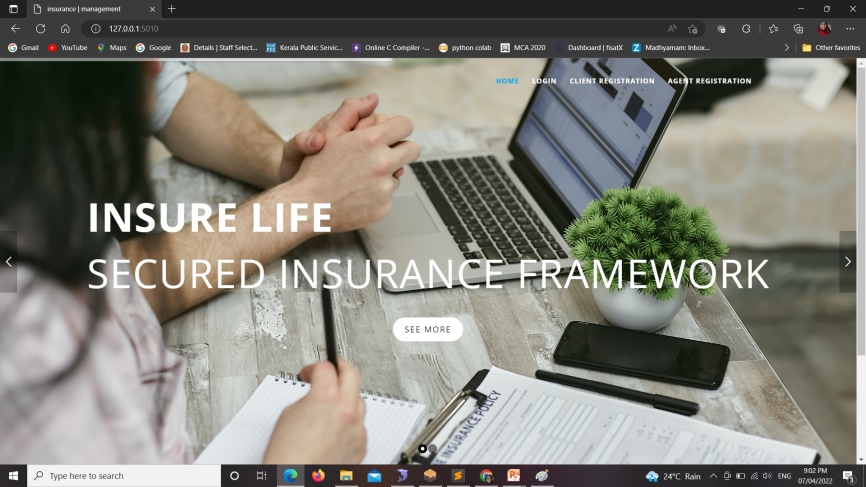 insurance | management
127.0.0.1:5010
Gmail
YouTube
Maps
Google
Details | Staff Select...
Kerala Public Servic...
Online C Compiler -...
python colab
MCA 2020
Dashboard | fisatX
Madhyamam: Inbox...
Other favorites
HOME
LOGIN
CLIENT REGISTRATION
AGENT REGISTRATION
INSURE LIFE
SECURED INSURANCE FRAMEWORK
SEE MORE
INSURANCE POLICY
Type here to search
24°C Rain
ENG
9:02 PM
07/04/2022